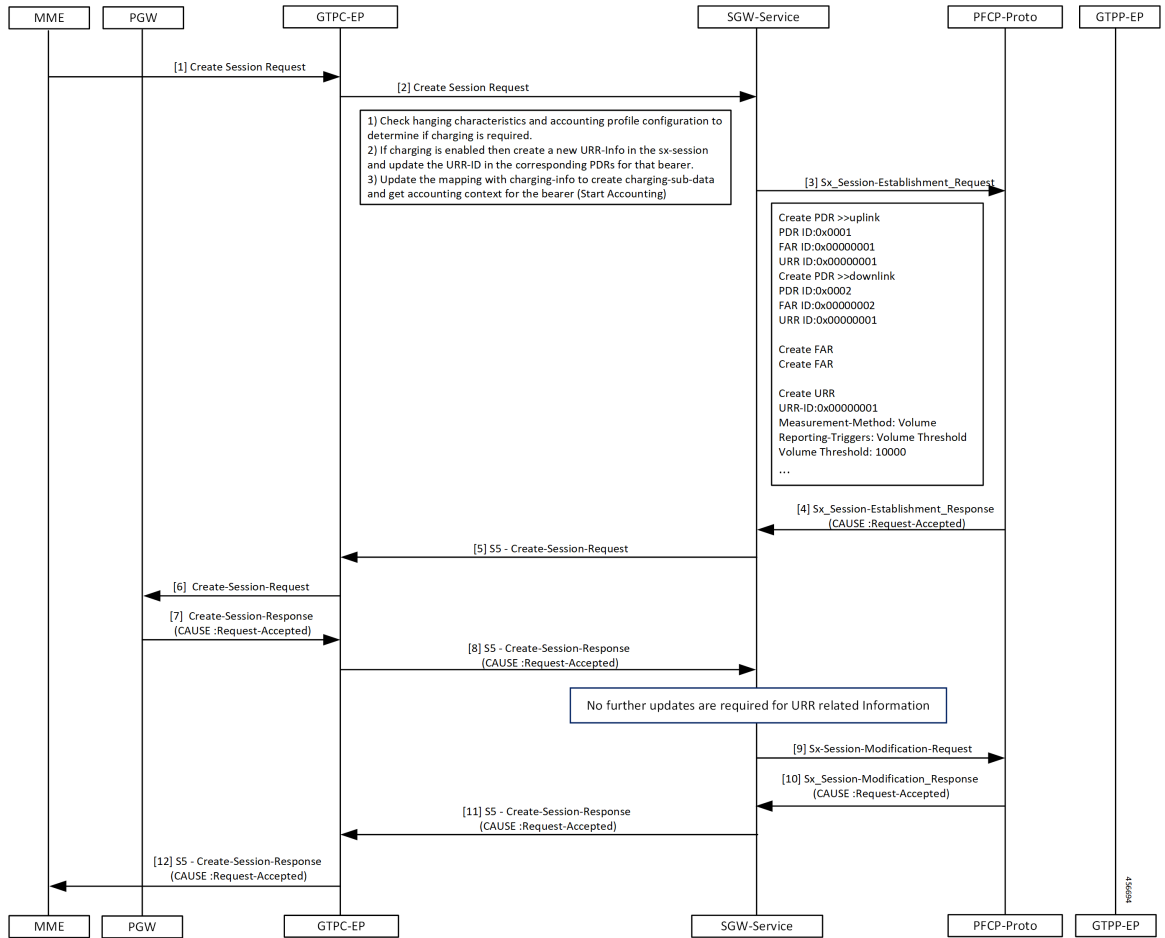 MME
PGW
GTPC-EP
SGW-Service
PFCP-Proto
GTPP-EP
[1] Create Session Request
[2] Create Session Request
1) Check hanging characteristics and accounting profile configuration to
determine if charging is required.
2) If charging is enabled then create a new URR-Info in the sx-session
and update the URR-ID in the corresponding PDRs for that bearer.
3) Update the mapping with charging-info to create charging-sub-data
and get accounting context for the bearer (Start Accounting)
[3] Sx_Session-Establishment_Request
Create PDR >>uplink
PDR ID:0x0001
FAR ID:0x00000001
URR ID:0x00000001
Create PDR >>downlink
PDR ID:0x0002
FAR ID:0x00000002
URR ID:0x00000001
Create FAR
Create FAR
Create URR
URR-ID:0x00000001
Measurement-Method: Volume
Reporting-Triggers: Volume Threshold
Volume Threshold: 10000
...
[4] Sx_Session-Establishment_Response
(CAUSE :Request-Accepted)
[5] S5 - Create-Session-Request
[6] Create-Session-Request
[7] Create-Session-Response
(CAUSE :Request-Accepted)
[8] S5 - Create-Session-Response
(CAUSE :Request-Accepted)
No further updates are required for URR related Information
[9] Sx-Session-Modification-Request
[10] Sx_Session-Modification_Response
(CAUSE :Request-Accepted)
[11] S5 - Create-Session-Response
(CAUSE :Request-Accepted)
[12] S5 - Create-Session-Response
(CAUSE :Request-Accepted)
456694
MME
PGW
GTPC-EP
SGW-Service
PFCP-Proto
GTPP-EP